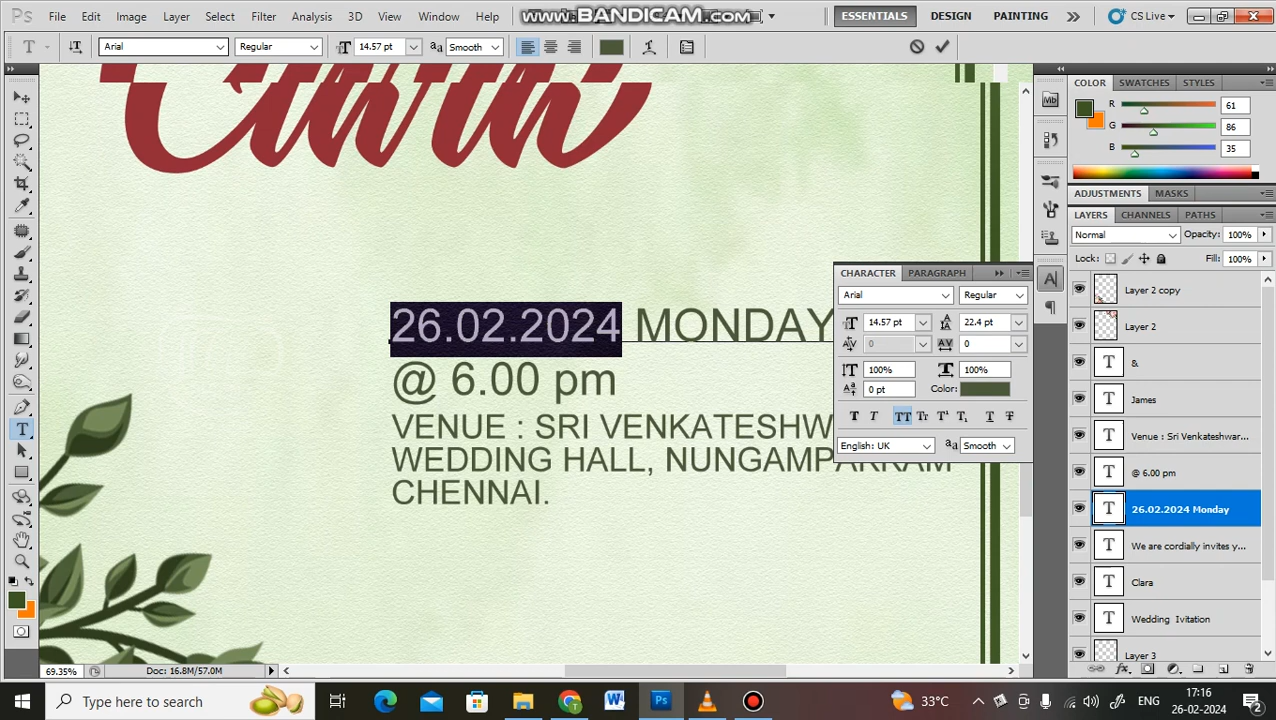 Ps File Edit Image Layer Select Filter Analysis 3D View Window Help
www.BANDICAM.com
ESSENTIALS DESIGN PAINTING CS Live
Arial Regular 14.57 pt Smooth
Clara
26.02.2024 MONDAY
@ 6.00 pm
VENUE : SRI VENKATESHW
WEDDING HALL, NUNGAMPAKKAM
CHENNAI.
CHARACTER PARAGRAPH
Arial Regular
14.57 pt 22.4 pt
0 0
100% 100%
0 pt Color:
English: UK Smooth
COLOR SWATCHES STYLES
R 61
G 86
B 35
ADJUSTMENTS MASKS
LAYERS CHANNELS PATHS
Normal Opacity: 100%
Lock: Fill: 100%
Layer 2 copy
Layer 2
&
James
Venue : Sri Venkateshwar...
@ 6.00 pm
26.02.2024 Monday
We are cordially invites y...
Clara
Wedding Ivitation
Layer 3
69.35% Doc: 16.8M/57.0M
Type here to search
33°C ENG 17:16
26-02-2024
2